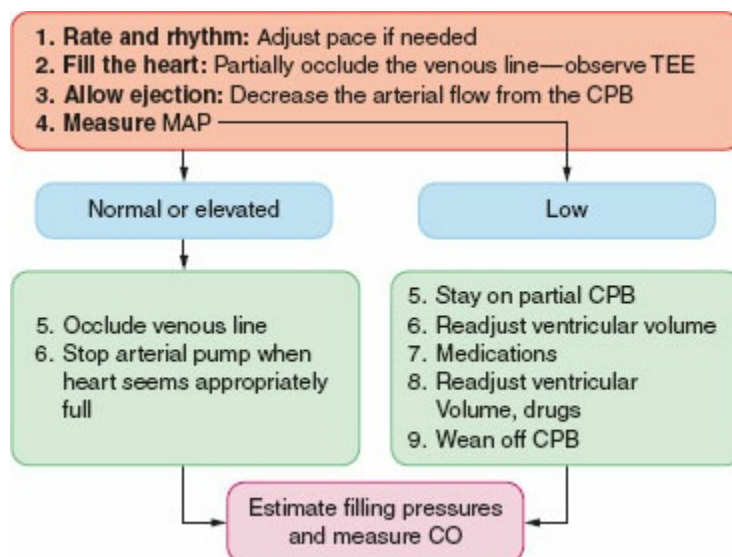 1. Rate and rhythm: Adjust pace if needed
2. Fill the heart: Partially occlude the venous line—observe TEE
3. Allow ejection: Decrease the arterial flow from the CPB
4. Measure MAP
Normal or elevated
Low
5. Occlude venous line
6. Stop arterial pump when
heart seems appropriately
full
5. Stay on partial CPB
6. Readjust ventricular volume
7. Medications
8. Readjust ventricular
Volume, drugs
9. Wean off CPB
Estimate filling pressures
and measure CO